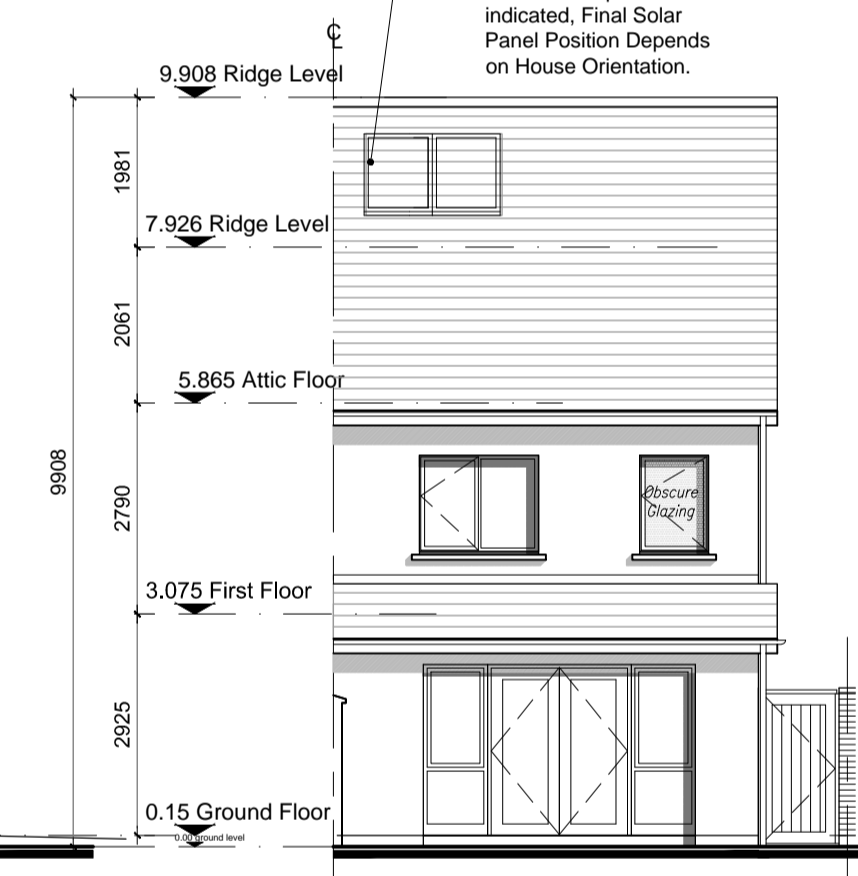 indicated, Final Solar
Panel Position Depends
on House Orientation.
℄
9.908 Ridge Level
1981
7.926 Ridge Level
2061
5.865 Attic Floor
9908
2790
Obscure
Glazing
3.075 First Floor
2925
0.15 Ground Floor
0.00 ground level